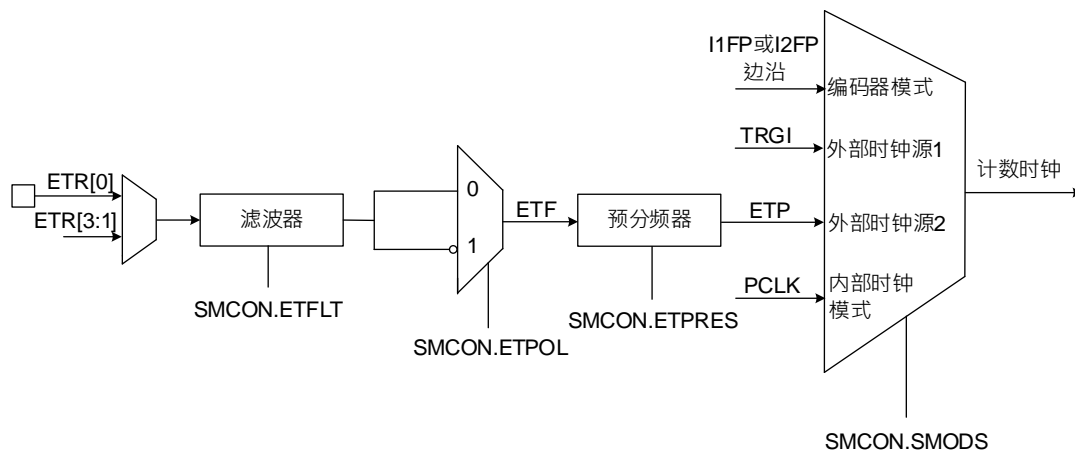 I1FP或I2FP
边沿
编码器模式
TRGI
外部时钟源1
计数时钟
ETR[0]
ETR[3:1]
滤波器
0
1
ETF
预分频器
ETP
外部时钟源2
PCLK
内部时钟
模式
SMCON.ETFLT
SMCON.ETPOL
SMCON.ETPRES
SMCON.SMODS